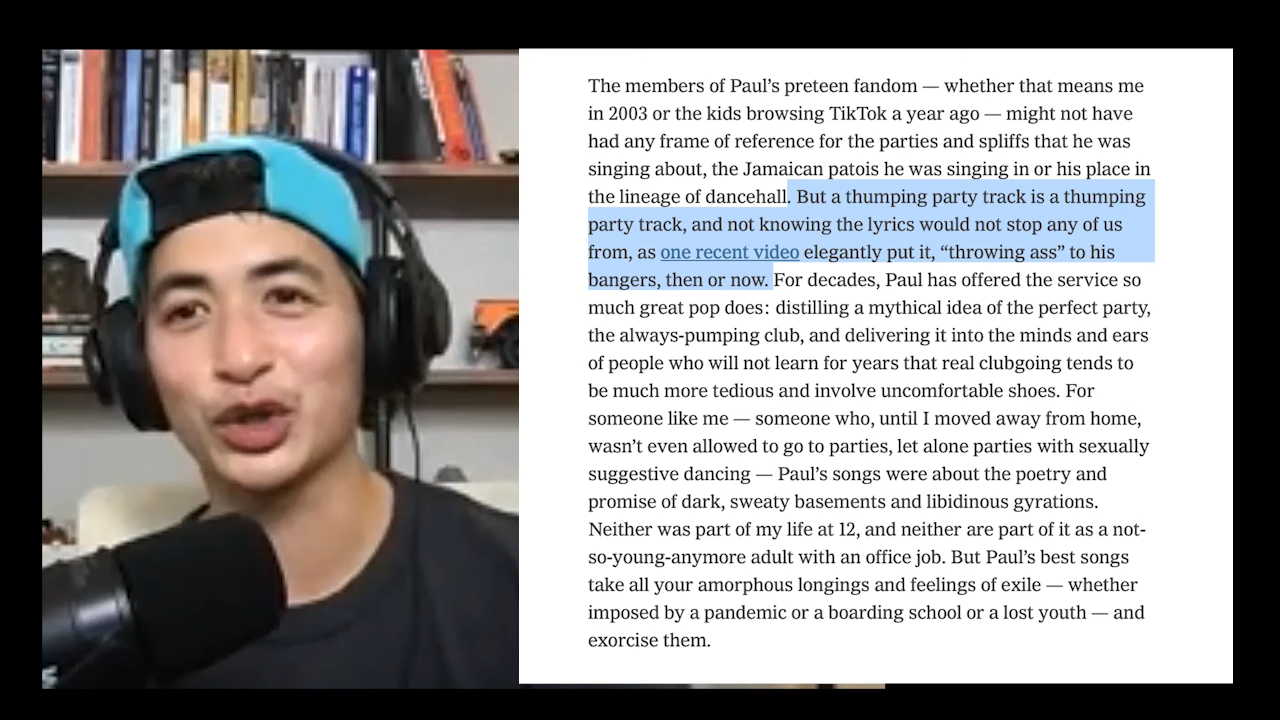 The members of Paul’s preteen fandom — whether that means me
in 2003 or the kids browsing TikTok a year ago — might not have
had any frame of reference for the parties and spliffs that he was
singing about, the Jamaican patois he was singing in or his place in
the lineage of dancehall. But a thumping party track is a thumping
party track, and not knowing the lyrics would not stop any of us
from, as one recent video elegantly put it, “throwing ass” to his
bangers, then or now. For decades, Paul has offered the service so
much great pop does: distilling a mythical idea of the perfect party,
the always-pumping club, and delivering it into the minds and ears
of people who will not learn for years that real clubgoing tends to
be much more tedious and involve uncomfortable shoes. For
someone like me — someone who, until I moved away from home,
wasn’t even allowed to go to parties, let alone parties with sexually
suggestive dancing — Paul’s songs were about the poetry and
promise of dark, sweaty basements and libidinous gyrations.
Neither was part of my life at 12, and neither are part of it as a not-
so-young-anymore adult with an office job. But Paul’s best songs
take all your amorphous longings and feelings of exile — whether
imposed by a pandemic or a boarding school or a lost youth — and
exorcise them.